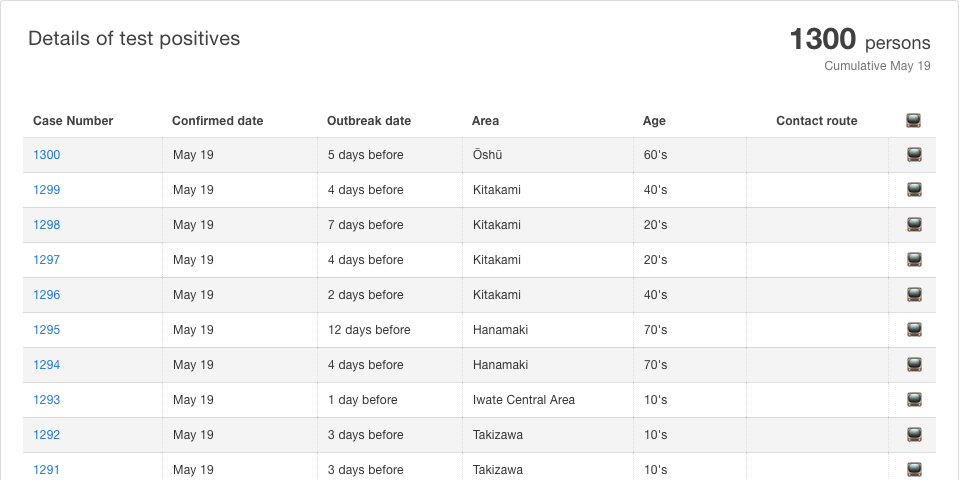 Details of test positives
1300 persons
Cumulative May 19
Case Number Confirmed date Outbreak date Area Age Contact route
1300 May 19 5 days before Ōshū 60's
1299 May 19 4 days before Kitakami 40's
1298 May 19 7 days before Kitakami 20's
1297 May 19 4 days before Kitakami 20's
1296 May 19 2 days before Kitakami 40's
1295 May 19 12 days before Hanamaki 70's
1294 May 19 4 days before Hanamaki 70's
1293 May 19 1 day before Iwate Central Area 10's
1292 May 19 3 days before Takizawa 10's
1291 May 19 3 days before Takizawa 10's